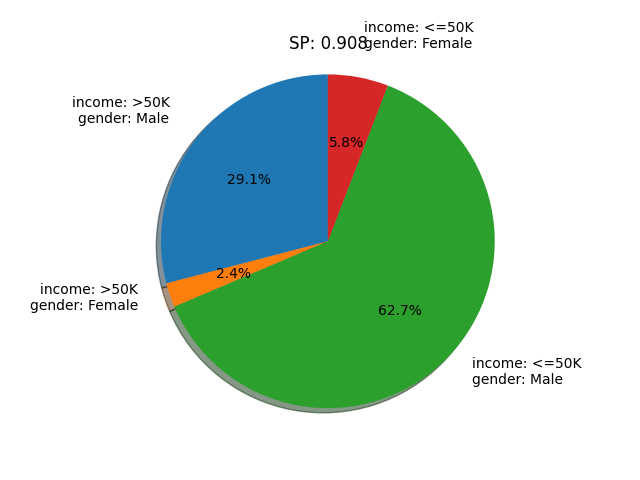 SP: 0.908
income: <=50K
gender: Female
income: >50K
gender: Male
5.8%
29.1%
2.4%
income: >50K
gender: Female
62.7%
income: <=50K
gender: Male